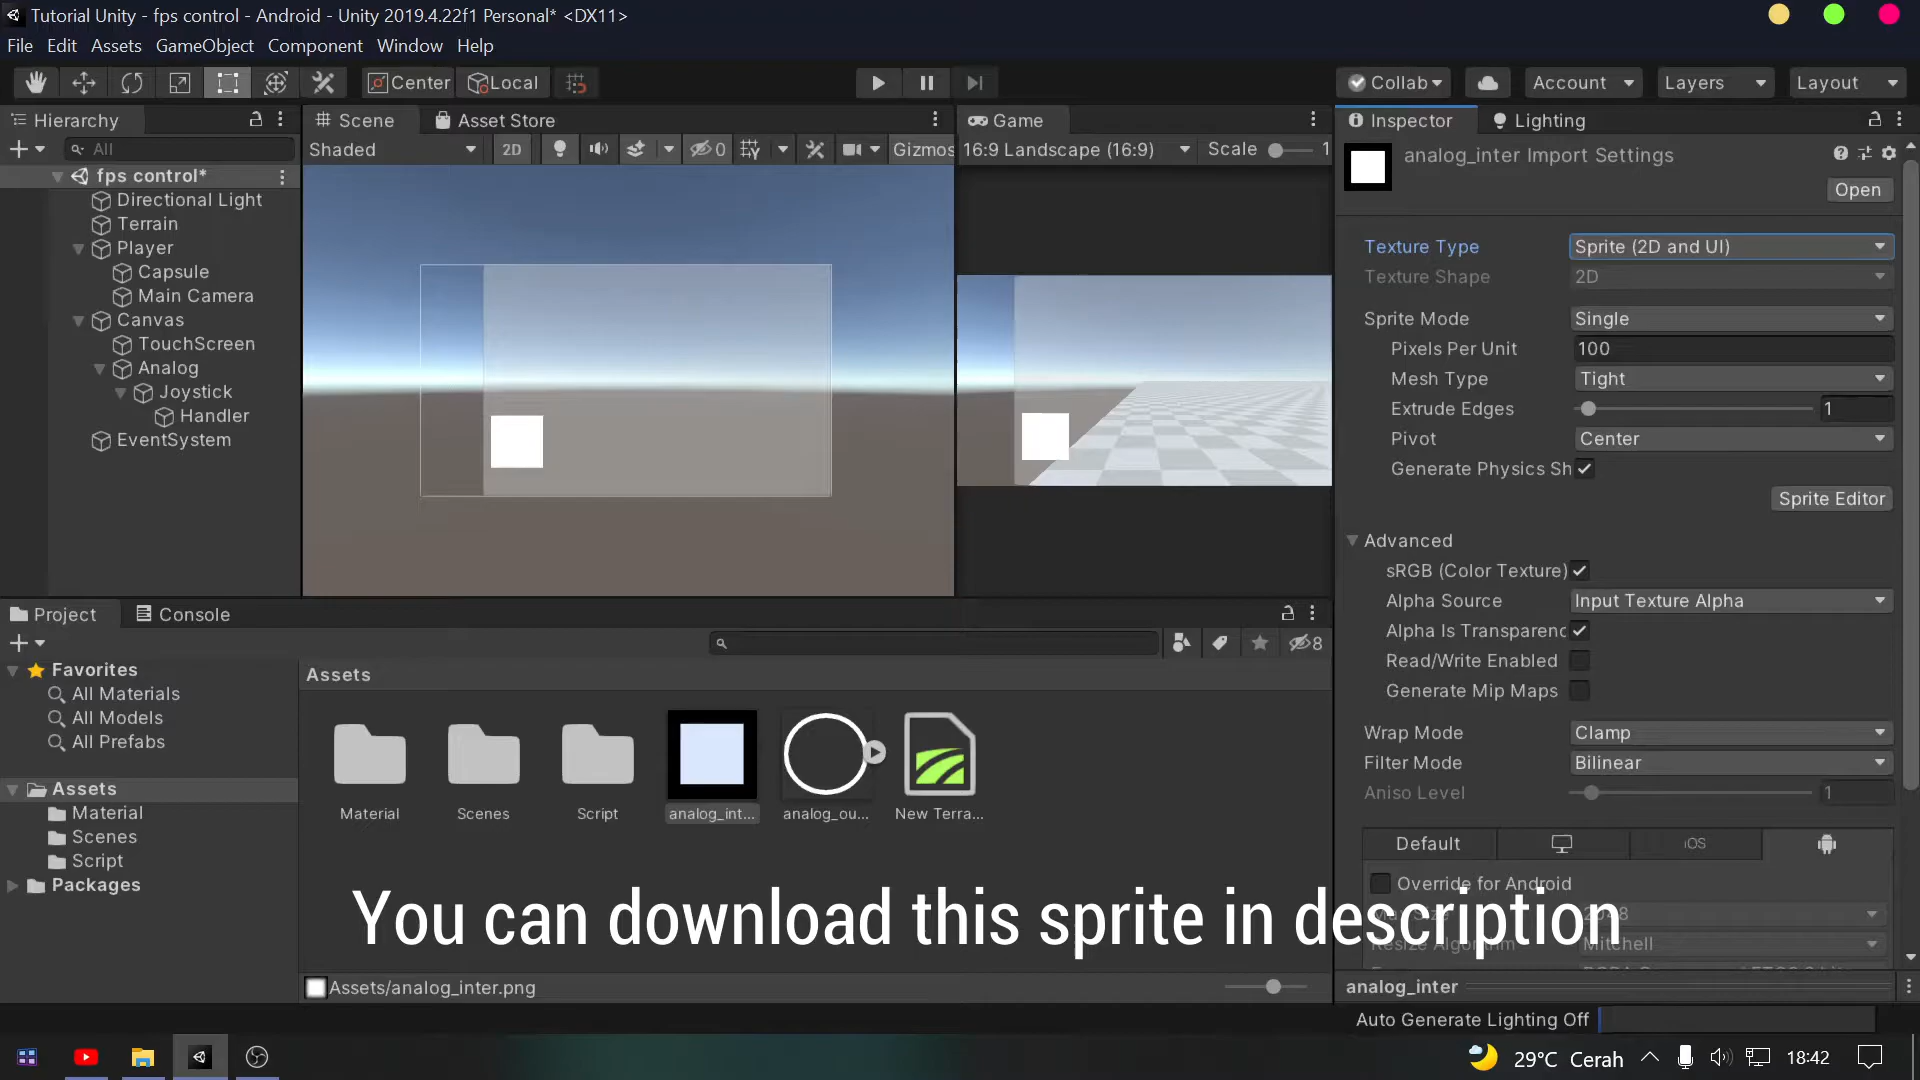 Tutorial Unity - fps control - Android - Unity 2019.4.22f1 Personal* <DX11>
File Edit Assets GameObject Component Window Help
Center Local Collab Account Layers Layout
Hierarchy
All
fps control*
Directional Light
Terrain
Player
Capsule
Main Camera
Canvas
TouchScreen
Analog
Joystick
Handler
EventSystem
Scene Asset Store
Shaded 2D 0 Gizmos
Game
16:9 Landscape (16:9) Scale 1
Inspector Lighting
analog_inter Import Settings
Open
Texture Type Sprite (2D and UI)
Texture Shape 2D
Sprite Mode Single
Pixels Per Unit 100
Mesh Type Tight
Extrude Edges 1
Pivot Center
Generate Physics Sh
Sprite Editor
Advanced
sRGB (Color Texture)
Alpha Source Input Texture Alpha
Alpha Is Transparenc
Read/Write Enabled
Generate Mip Maps
Wrap Mode Clamp
Filter Mode Bilinear
Aniso Level 1
Default iOS
Override for Android
Mitchell
analog_inter
Auto Generate Lighting Off
Project Console
8
Favorites
All Materials
All Models
All Prefabs
Assets
Material
Scenes
Script
Packages
Assets
Material Scenes Script analog_int... analog_ou... New Terra...
You can download this sprite in description
Assets/analog_inter.png
29°C Cerah 18:42